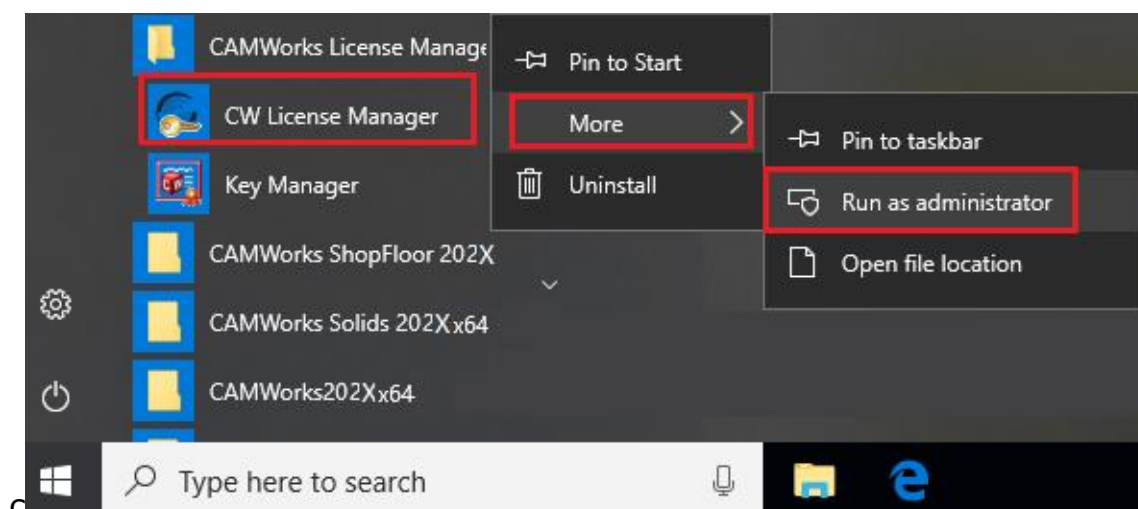 CAMWorks License Manage
CW License Manager
Key Manager
CAMWorks ShopFloor 202X
CAMWorks Solids 202Xx64
CAMWorks202Xx64
Pin to Start
More
Uninstall
Pin to taskbar
Run as administrator
Open file location
Type here to search